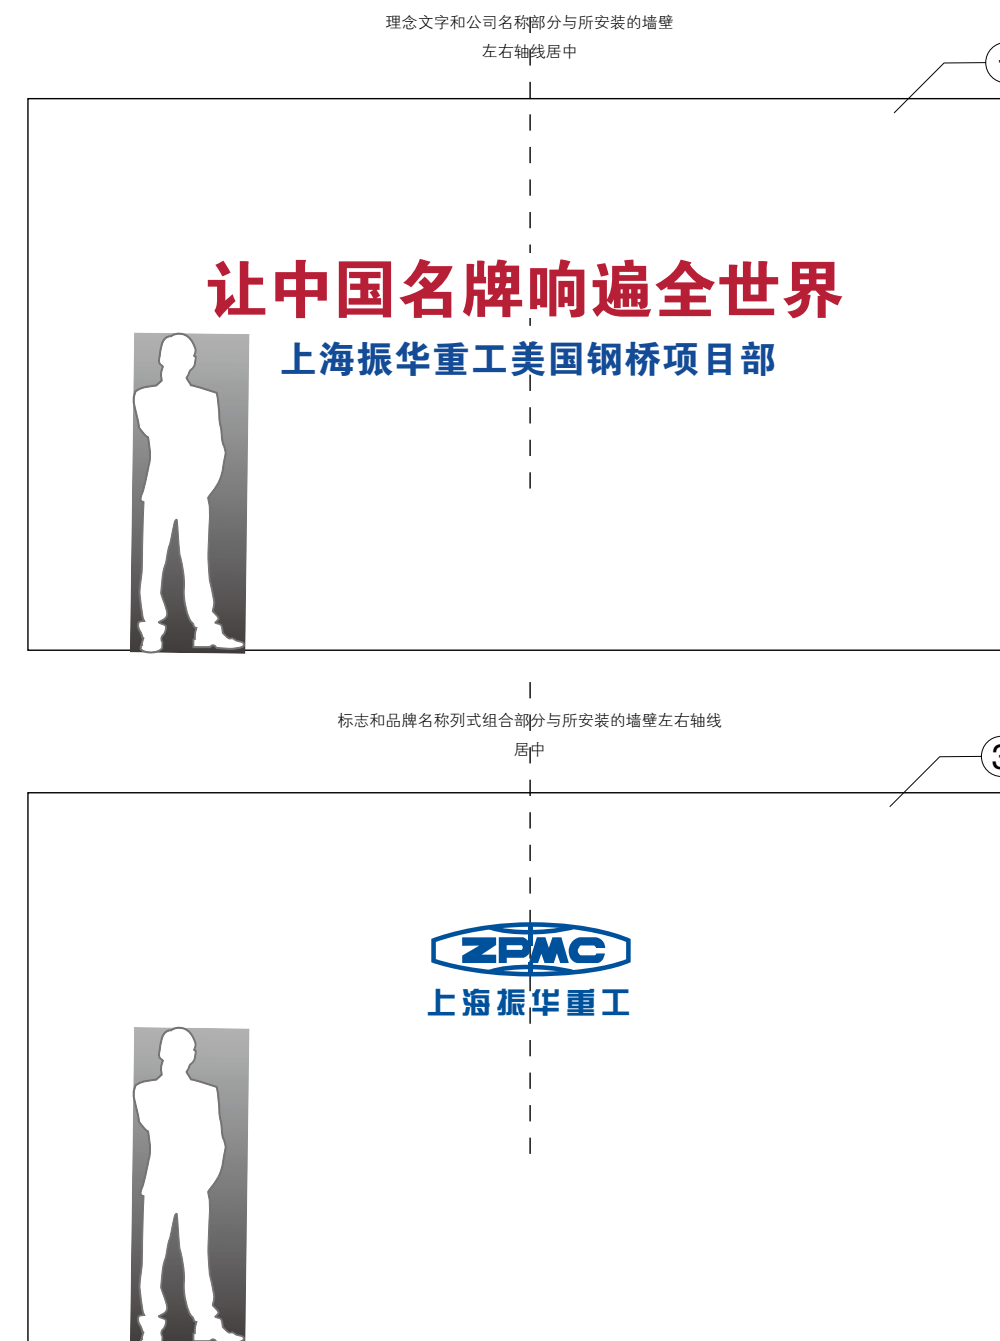 理念文字和公司名称部分与所安装的墙壁
左右轴线居中
让中国名牌响遍全世界
上海振华重工美国钢桥项目部
标志和品牌名称列式组合部分与所安装的墙壁左右轴线
居中
3
ZPMC
上海振华重工